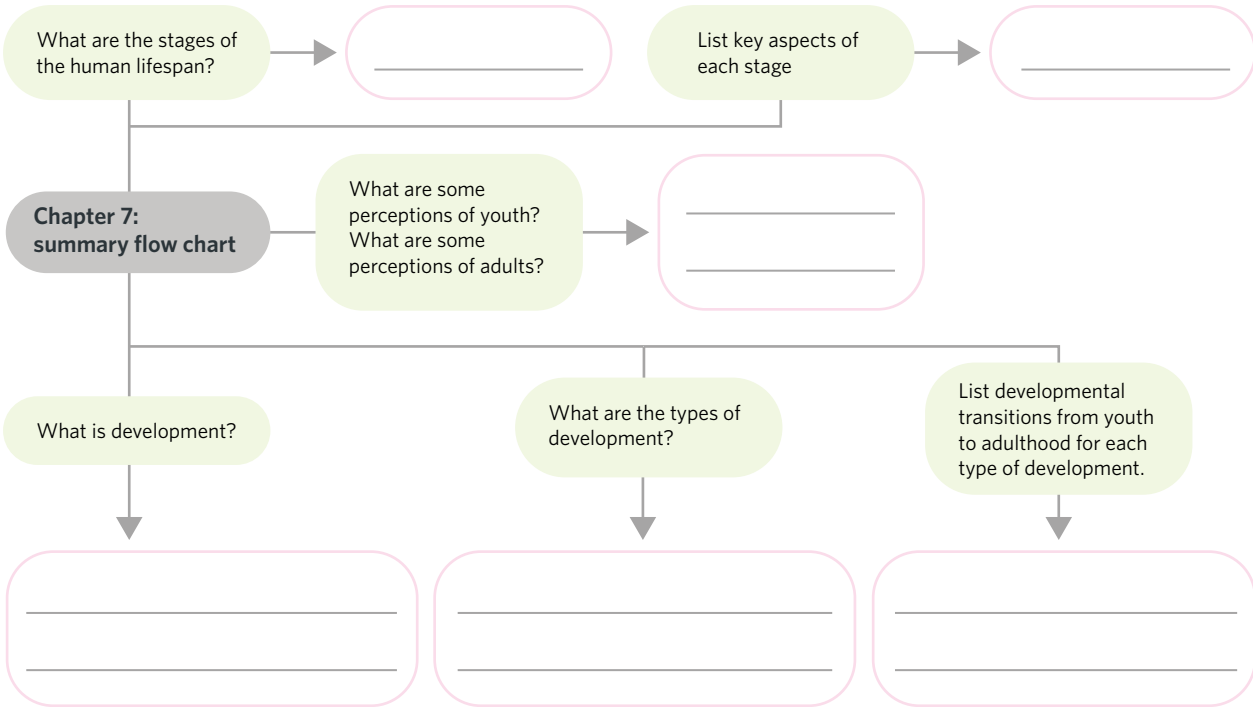 What are the stages of
the human lifespan?
List key aspects of
each stage
Chapter 7:
summary flow chart
What are some
perceptions of youth?
What are some
perceptions of adults?
What is development?
What are the types of
development?
List developmental
transitions from youth
to adulthood for each
type of development.